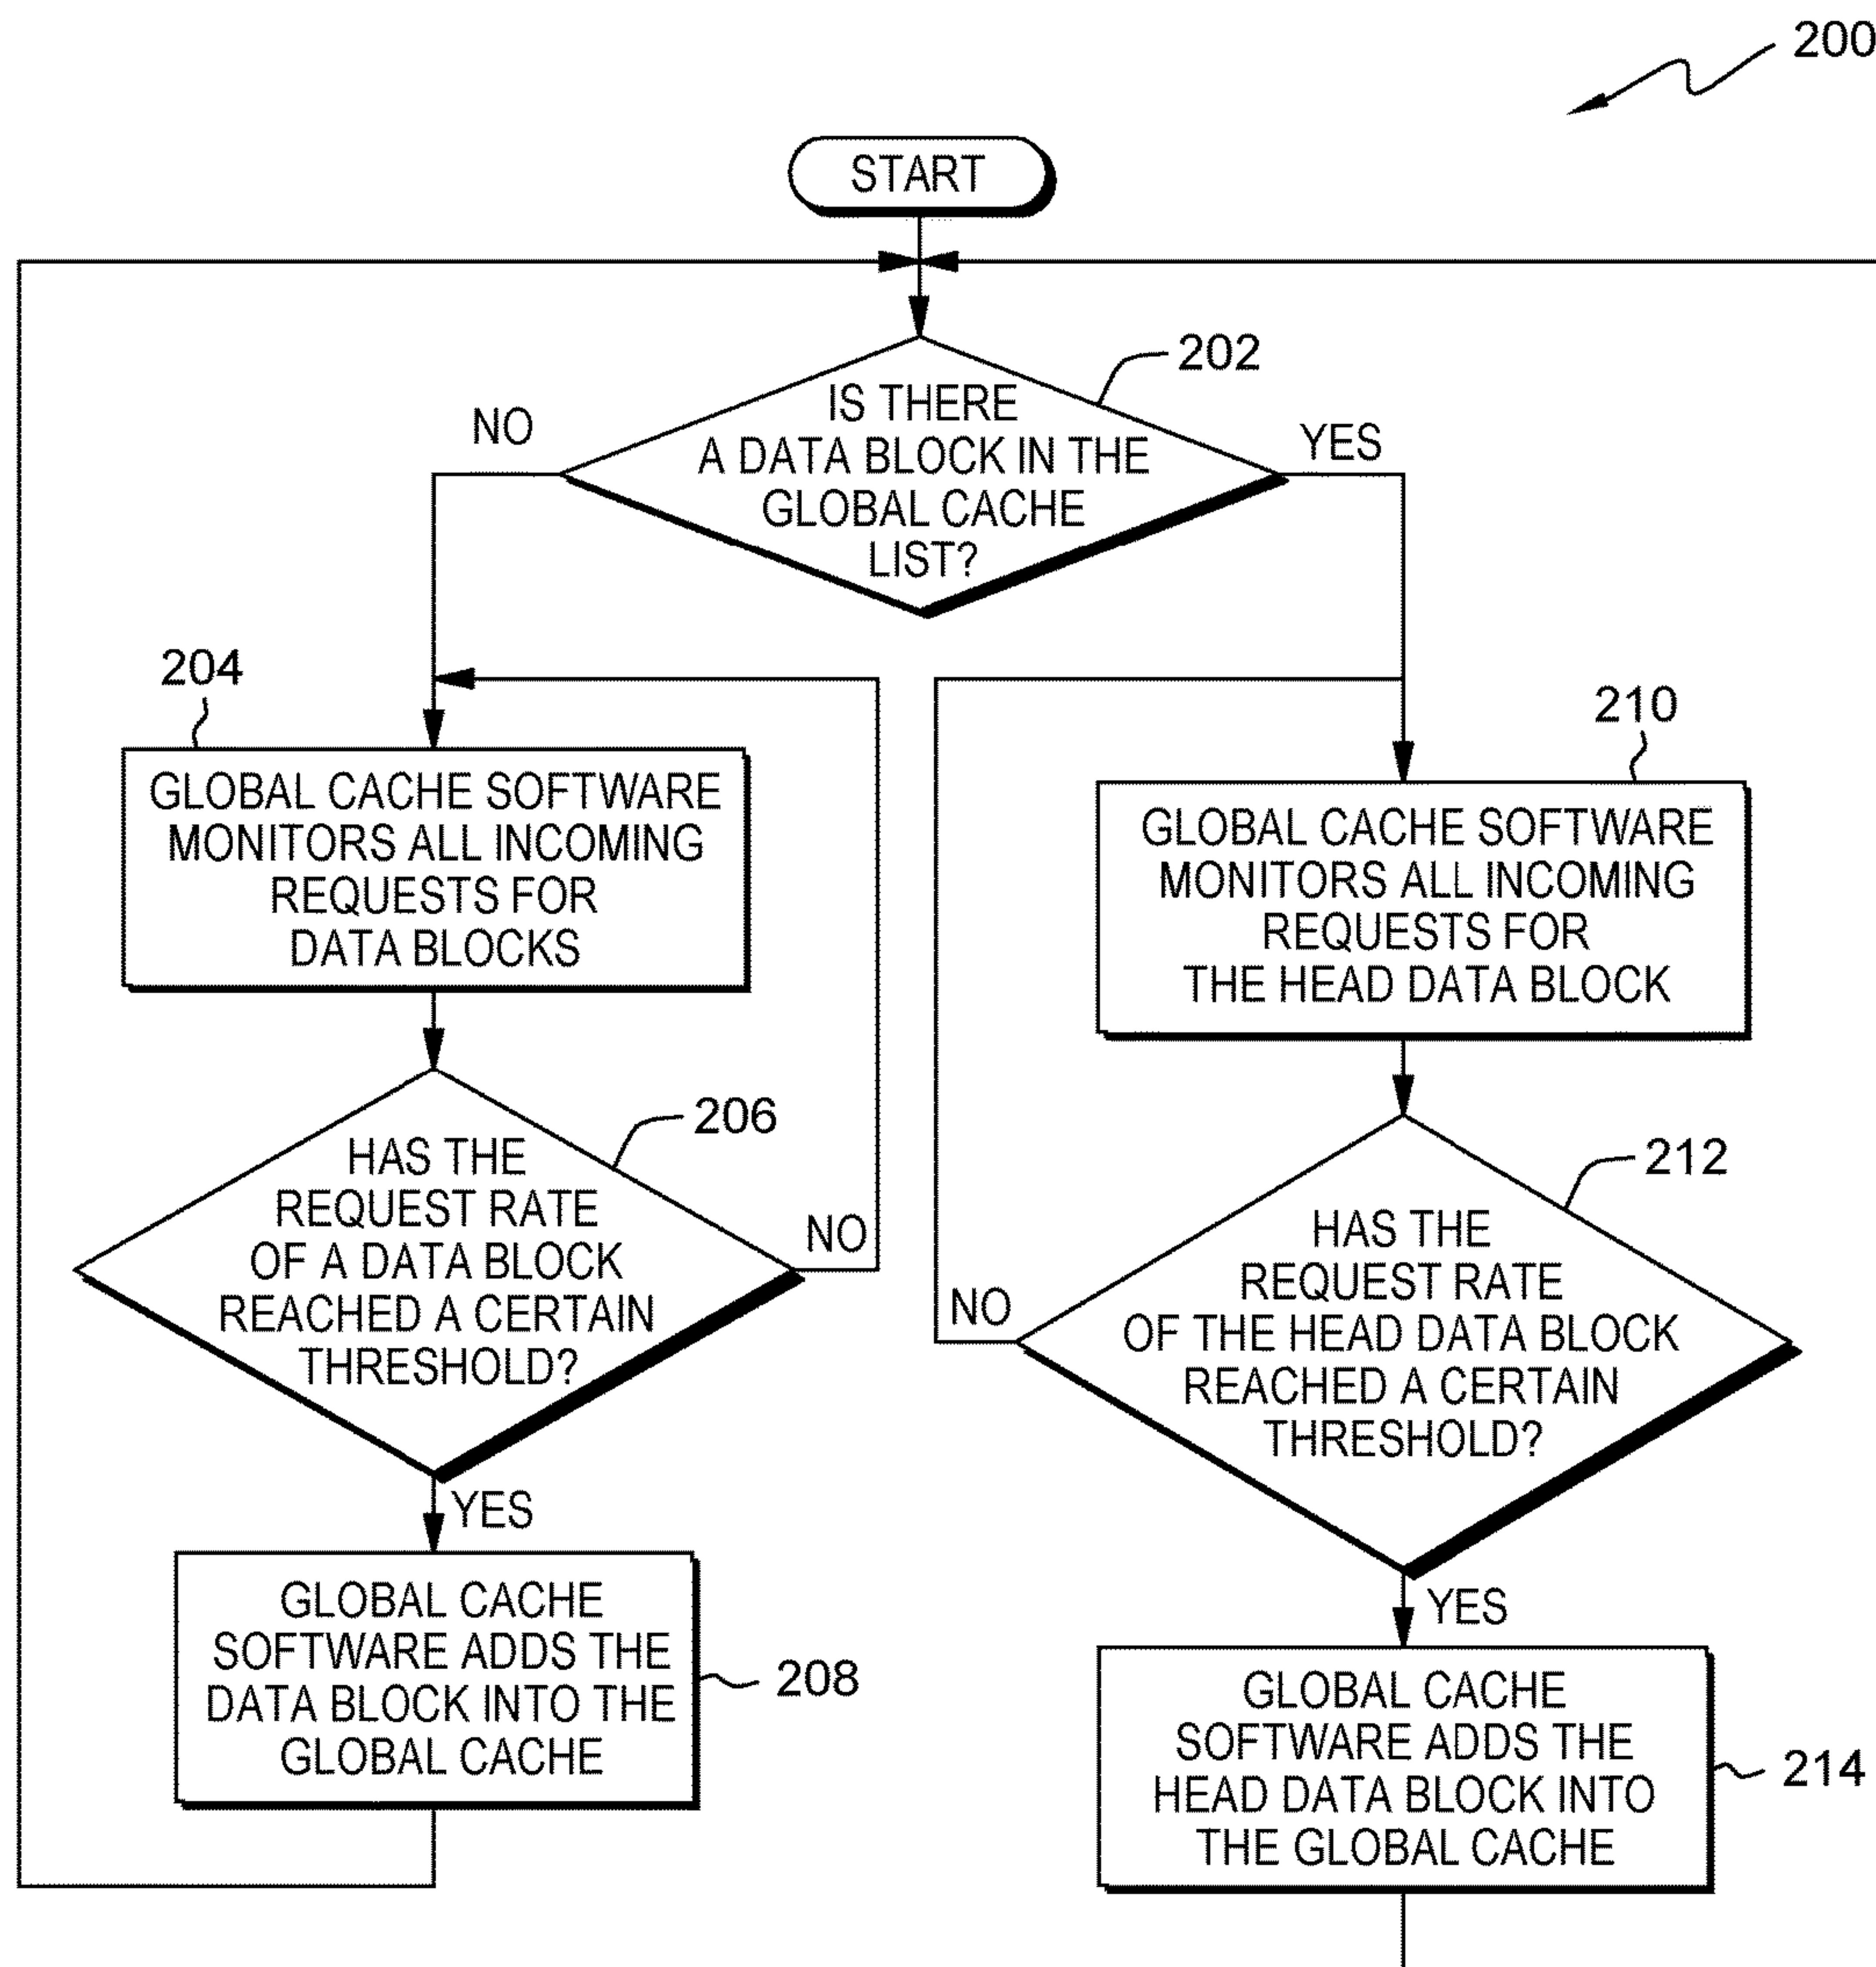 200
START
202
IS THERE
A DATA BLOCK IN THE
GLOBAL CACHE
LIST?
NO
YES
204
GLOBAL CACHE SOFTWARE
MONITORS ALL INCOMING
REQUESTS FOR
DATA BLOCKS
206
HAS THE
REQUEST RATE
OF A DATA BLOCK
REACHED A CERTAIN
THRESHOLD?
NO
YES
GLOBAL CACHE
SOFTWARE ADDS THE
DATA BLOCK INTO THE
GLOBAL CACHE
208
210
GLOBAL CACHE SOFTWARE
MONITORS ALL INCOMING
REQUESTS FOR
THE HEAD DATA BLOCK
212
HAS THE
REQUEST RATE
OF THE HEAD DATA BLOCK
REACHED A CERTAIN
THRESHOLD?
NO
YES
GLOBAL CACHE
SOFTWARE ADDS THE
HEAD DATA BLOCK INTO
THE GLOBAL CACHE
214